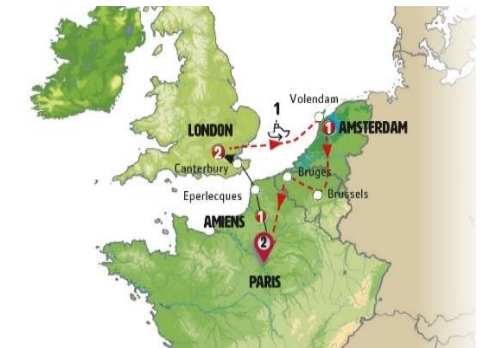 1
Volendam
LONDON
1
AMSTERDAM
2
Canterbury
Bruges
Eperlecques
Brussels
AMIENS
1
2
PARIS